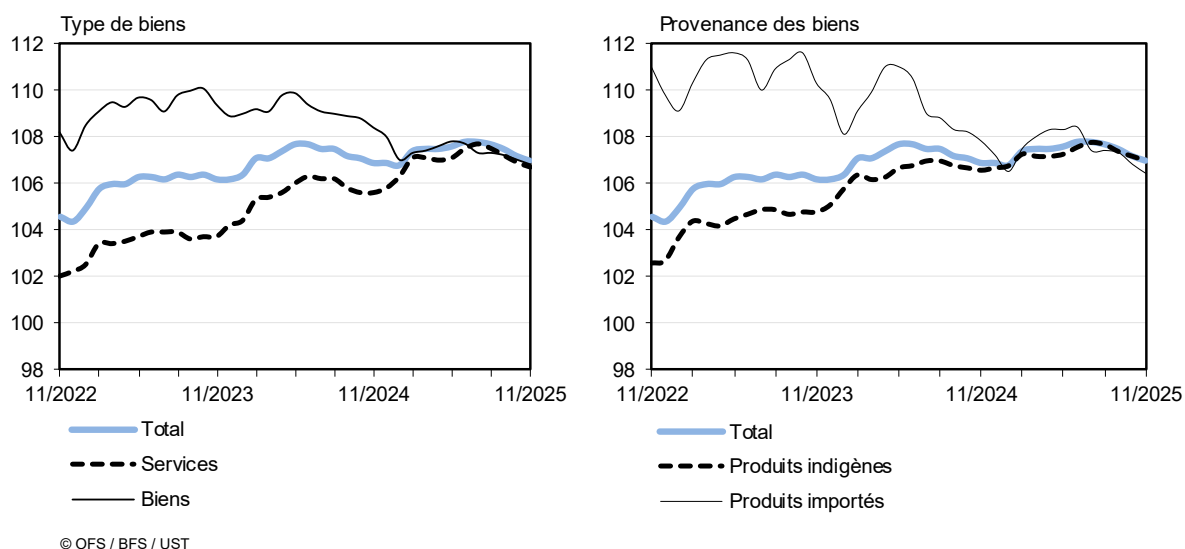 Type de biens
112
110
108
106
104
102
100
98
11/2022
11/2023
11/2024
11/2025
Total
Services
Biens
Provenance des biens
112
110
108
106
104
102
100
98
11/2022
11/2023
11/2024
11/2025
Total
Produits indigènes
Produits importés
© OFS / BFS / UST